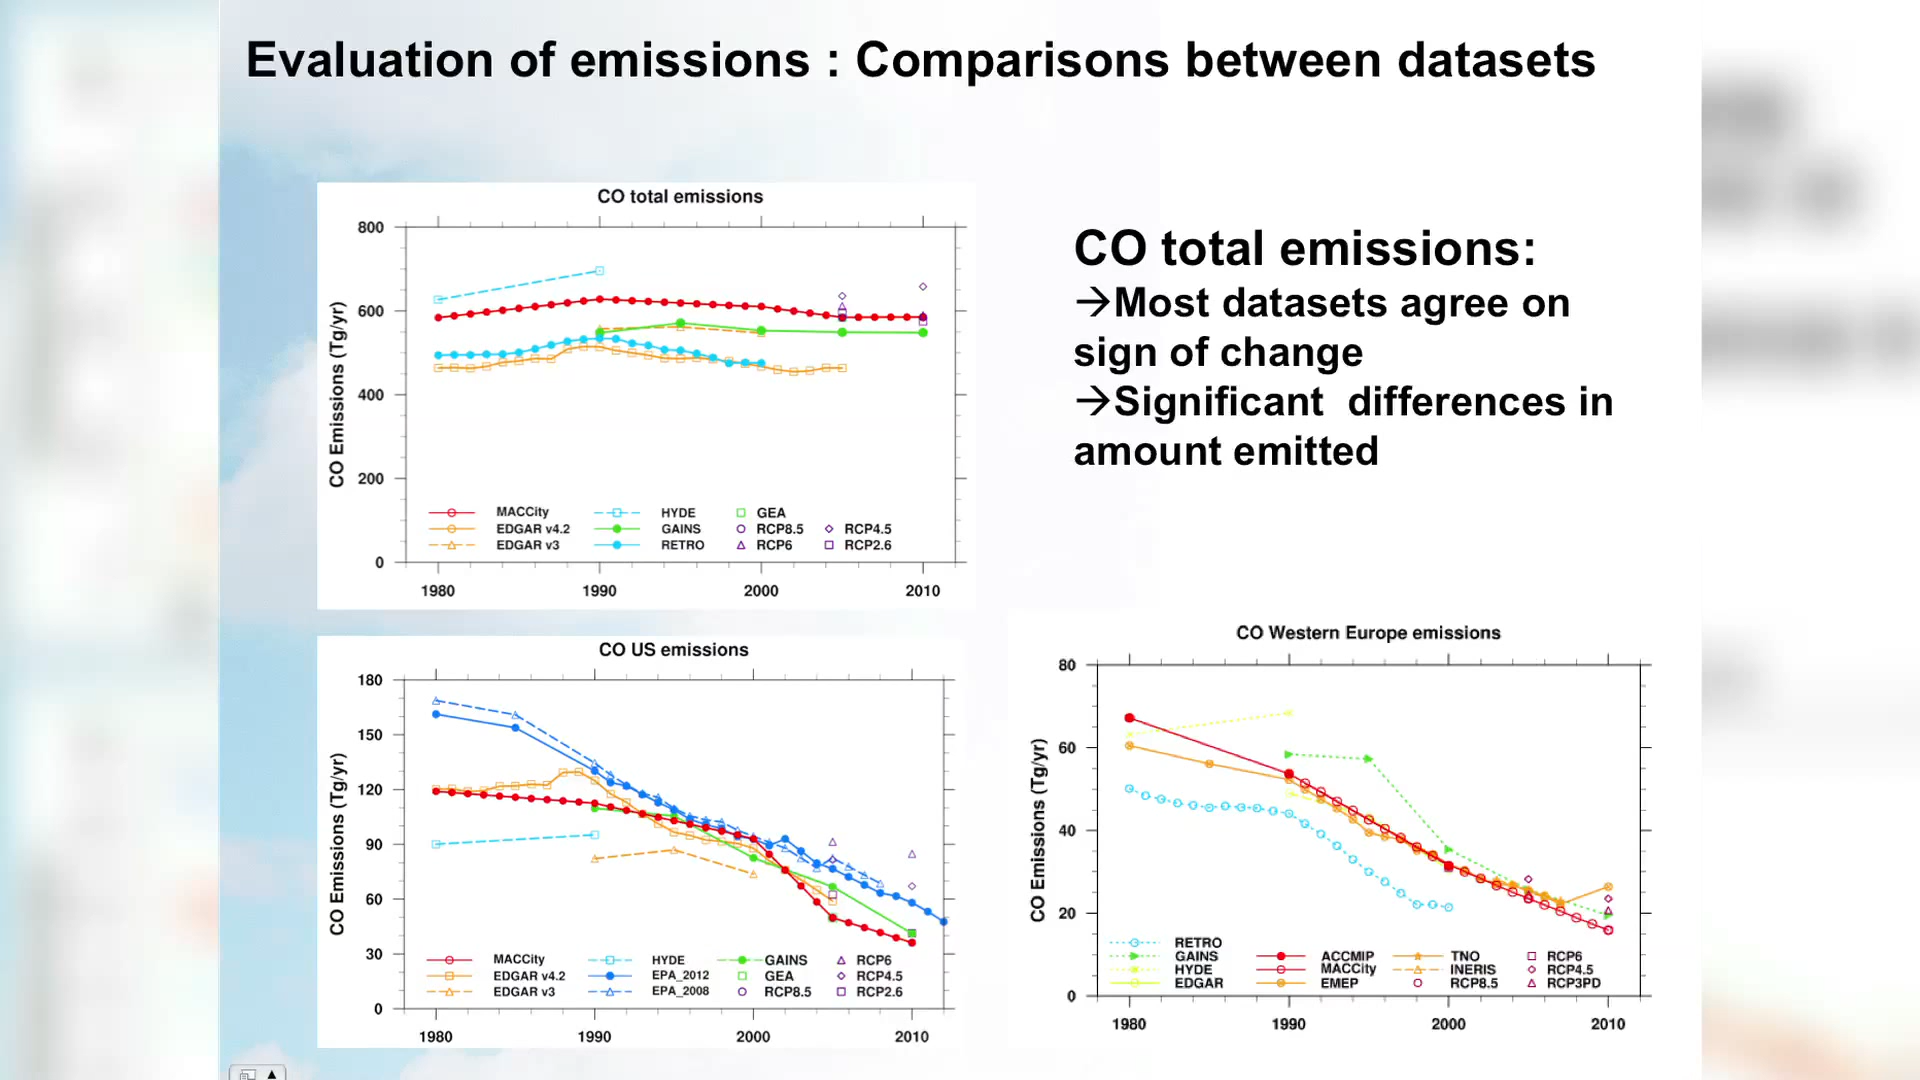 Evaluation of emissions : Comparisons between datasets
CO total emissions
CO Emissions (Tg/yr)
800
600
400
200
0
MACCity HYDE GEA
EDGAR v4.2 GAINS RCP8.5 RCP4.5
EDGAR v3 RETRO RCP6 RCP2.6
1980 1990 2000 2010
CO total emissions:
→Most datasets agree on
sign of change
→Significant differences in
amount emitted
CO US emissions
CO Emissions (Tg/yr)
180
150
120
90
60
30
0
MACCity HYDE GAINS RCP6
EDGAR v4.2 EPA_2012 GEA RCP4.5
EDGAR v3 EPA_2008 RCP8.5 RCP2.6
1980 1990 2000 2010
CO Western Europe emissions
CO Emissions (Tg/yr)
80
60
40
20
0
RETRO
GAINS ACCMIP TNO RCP6
HYDE MACCity INERIS RCP4.5
EDGAR EMEP RCP8.5 RCP3PD
1980 1990 2000 2010